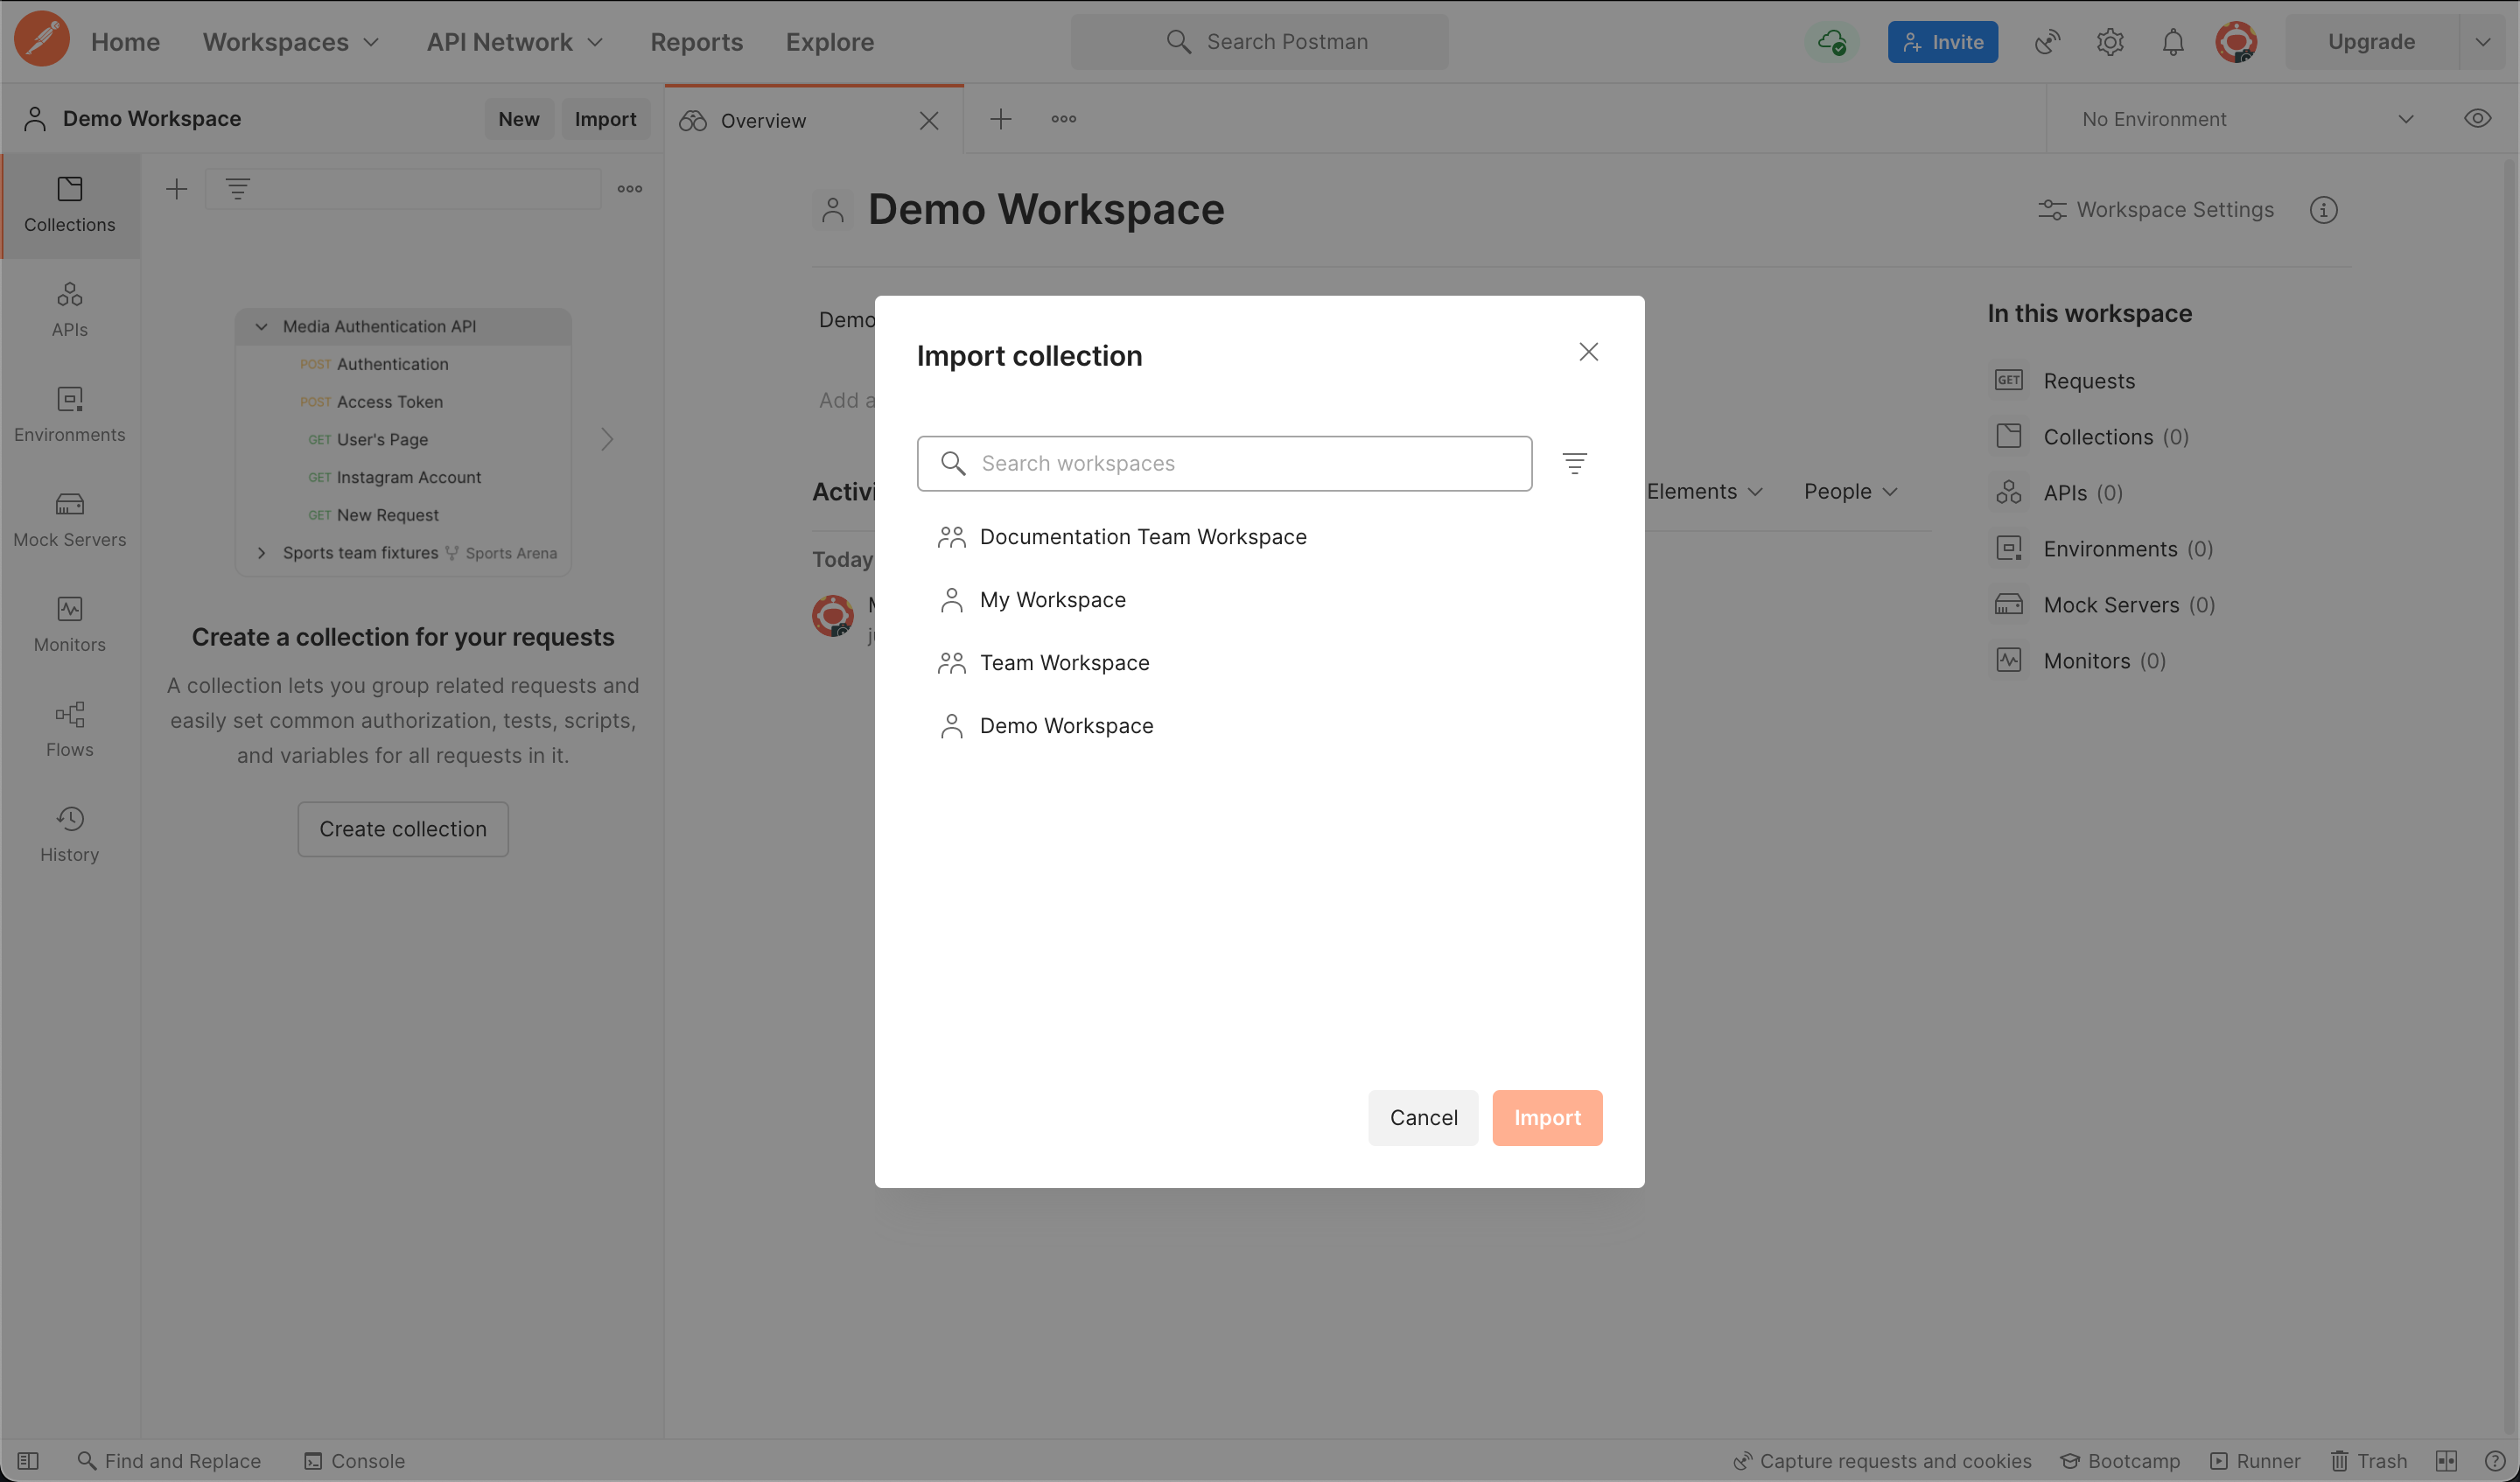 Home Workspaces API Network Reports Explore Search Postman Invite Upgrade
Demo Workspace New Import Overview No Environment
Collections
APIs
Environments
Mock Servers
Monitors
Flows
History
Media Authentication API
POST Authentication
POST Access Token
GET User's Page
GET Instagram Account
GET New Request
Sports team fixtures Sports Arena
Create a collection for your requests
A collection lets you group related requests and
easily set common authorization, tests, scripts,
and variables for all requests in it.
Create collection
Demo Workspace
Workspace Settings
Demo
Add a
Activi
Elements People
Today
Import collection
Search workspaces
Documentation Team Workspace
My Workspace
Team Workspace
Demo Workspace
Cancel Import
In this workspace
GET Requests
Collections (0)
APIs (0)
Environments (0)
Mock Servers (0)
Monitors (0)
Find and Replace Console Capture requests and cookies Bootcamp Runner Trash